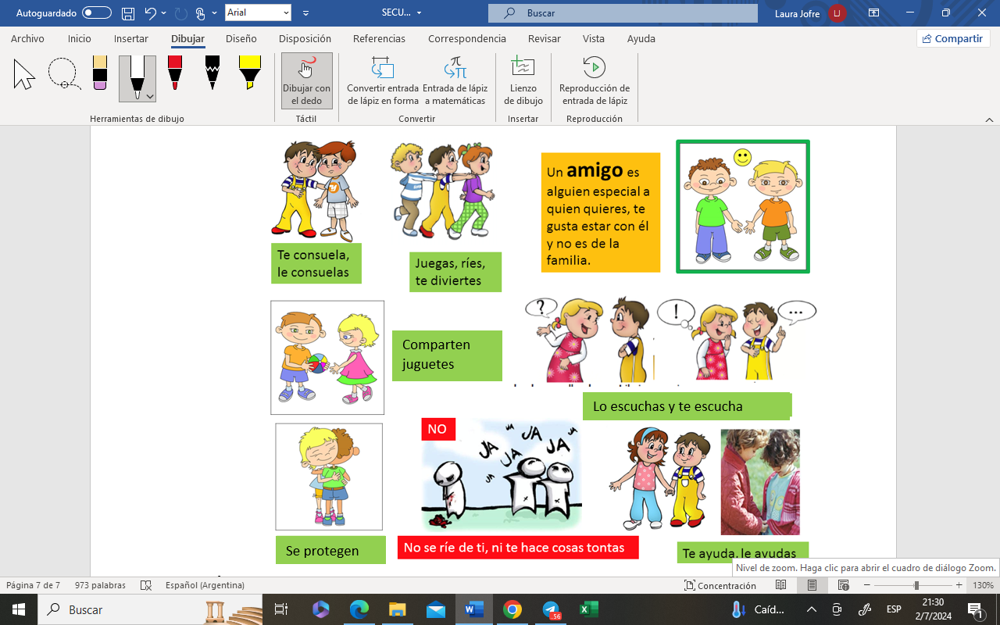 Autoguardado
Arial
SECU...
Buscar
Laura Jofre
LJ
Archivo
Inicio
Insertar
Dibujar
Diseño
Disposición
Referencias
Correspondencia
Revisar
Vista
Ayuda
Compartir
Dibujar con
el dedo
Convertir entrada
de lápiz en forma
Entrada de lápiz
a matemáticas
Lienzo
de dibujo
Reproducción de
entrada de lápiz
Herramientas de dibujo
Táctil
Convertir
Insertar
Reproducción
Te consuela,
le consuelas
Juegas, ríes,
te diviertes
Un amigo es
alguien especial a
quien quieres, te
gusta estar con él
y no es de la
familia.
Comparten
juguetes
?
!
...
Lo escuchas y te escucha
NO
JA
JA
JA
JA
JA
JA
JA
Se protegen
No se ríe de ti, ni te hace cosas tontas
Te ayuda, le ayudas
Nivel de zoom. Haga clic para abrir el cuadro de diálogo Zoom.
Página 7 de 7
973 palabras
Español (Argentina)
Concentración
130%
Buscar
Caíd...
ESP
21:30
2/7/2024
1